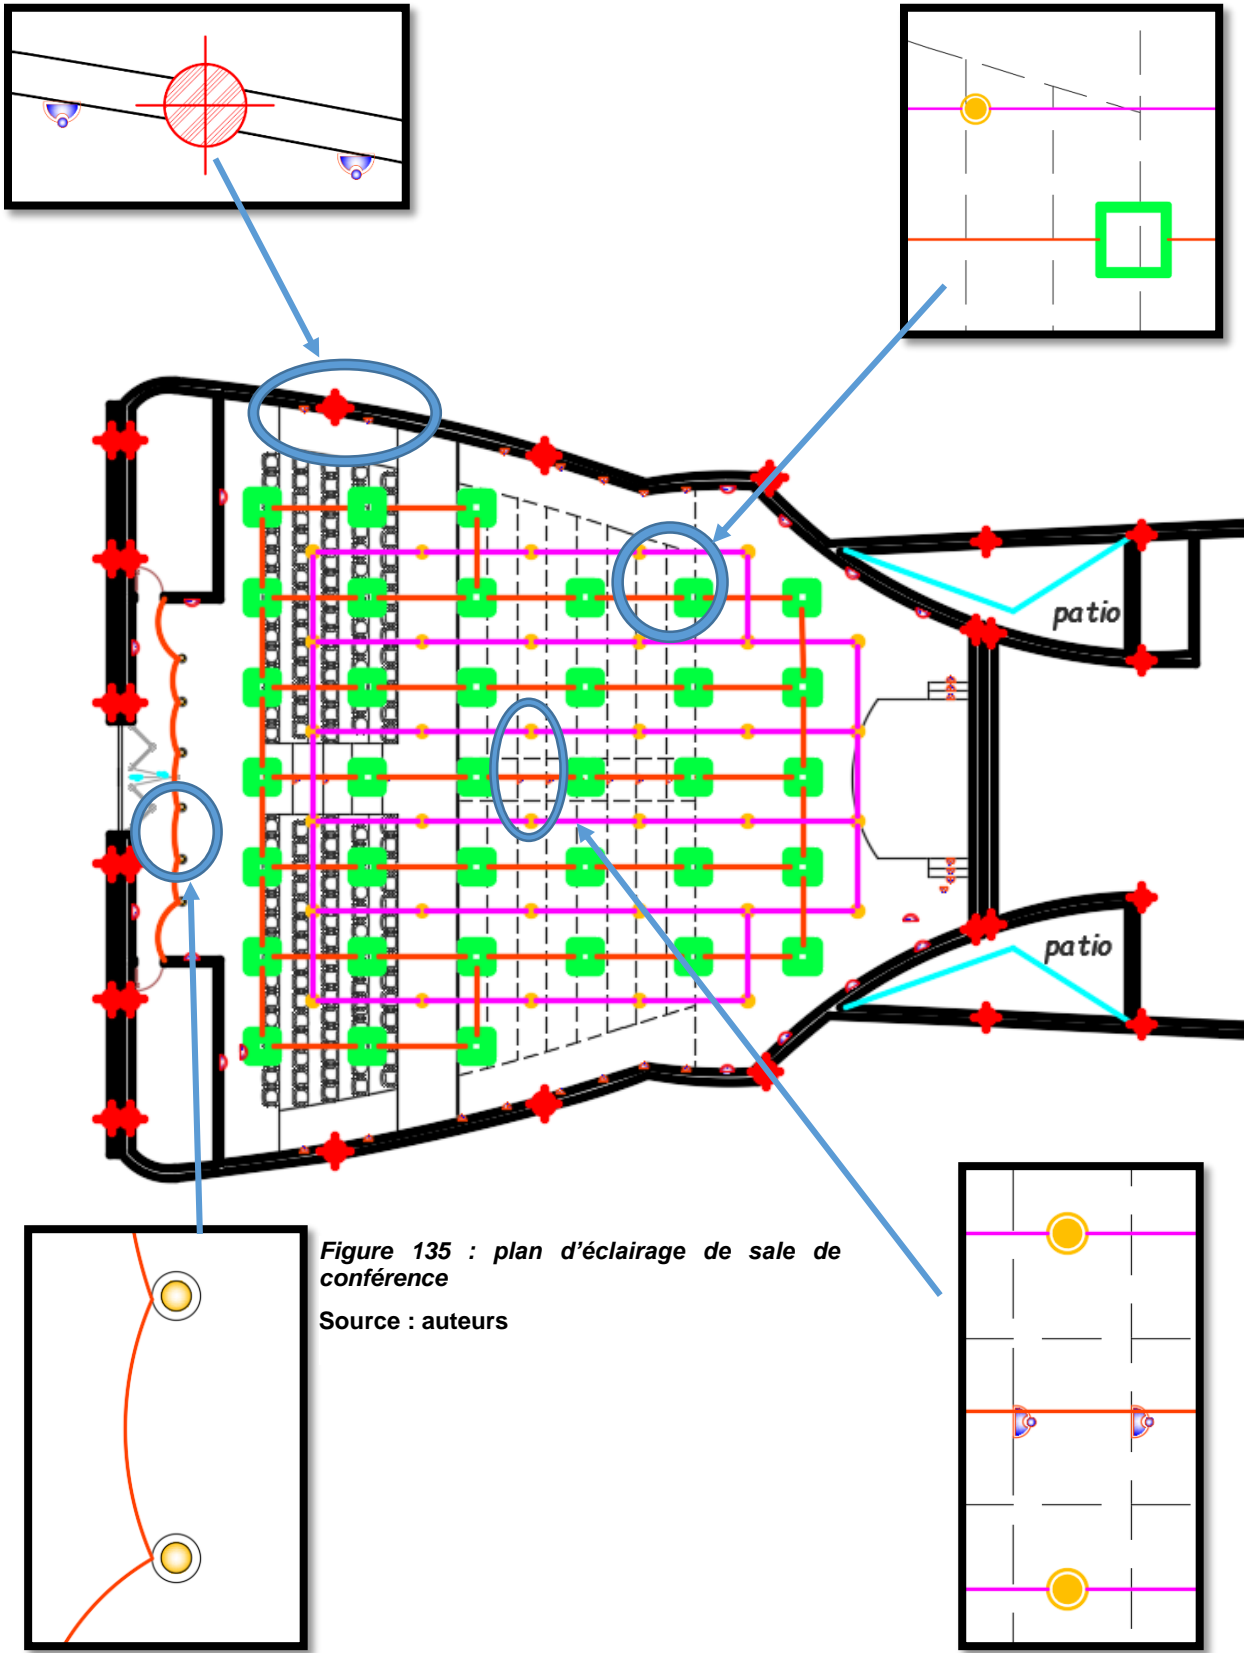 patio
patio
Figure 135 : plan d’éclairage de sale de
conférence
Source : auteurs